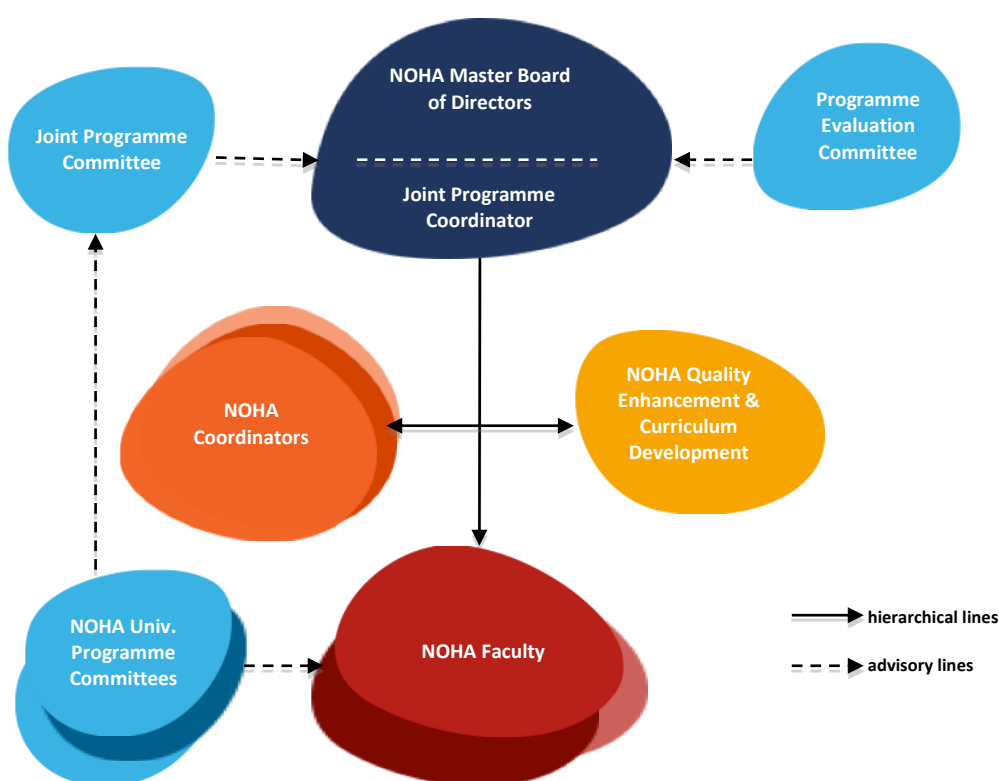 NOHA Master Board
of Directors
Joint Programme
Coordinator
Joint Programme
Committee
Programme
Evaluation
Committee
NOHA
Coordinators
NOHA Quality
Enhancement &
Curriculum
Development
NOHA Univ.
Programme
Committees
NOHA Faculty
hierarchical lines
advisory lines